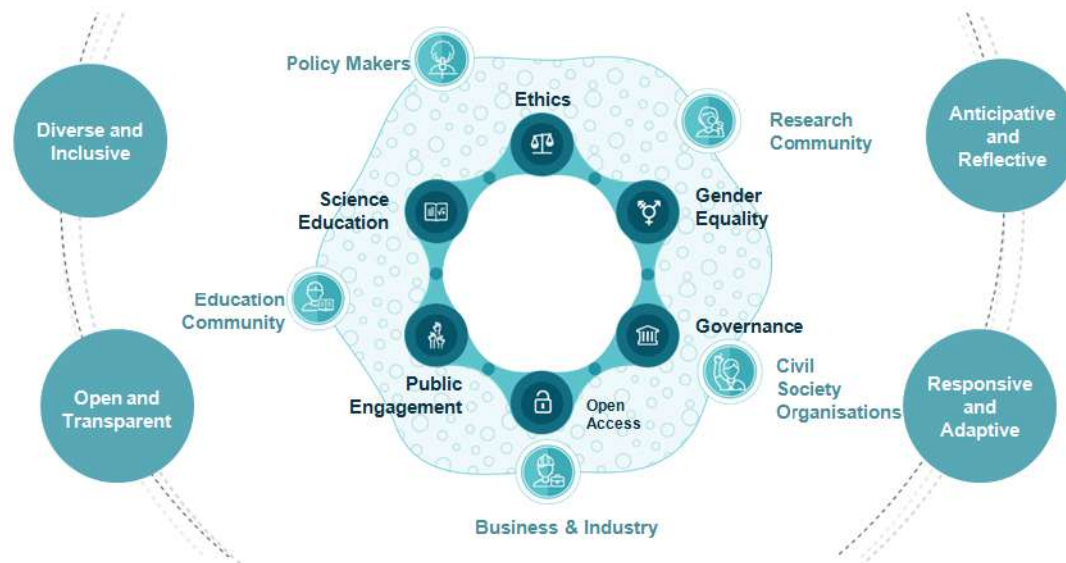 Policy Makers
Ethics
Diverse and
Inclusive
Research
Community
Anticipative
and
Reflective
Science
Education
Gender
Equality
Education
Community
Governance
Public
Engagement
Open
Access
Civil
Society
Organisations
Open and
Transparent
Responsive
and
Adaptive
Business & Industry